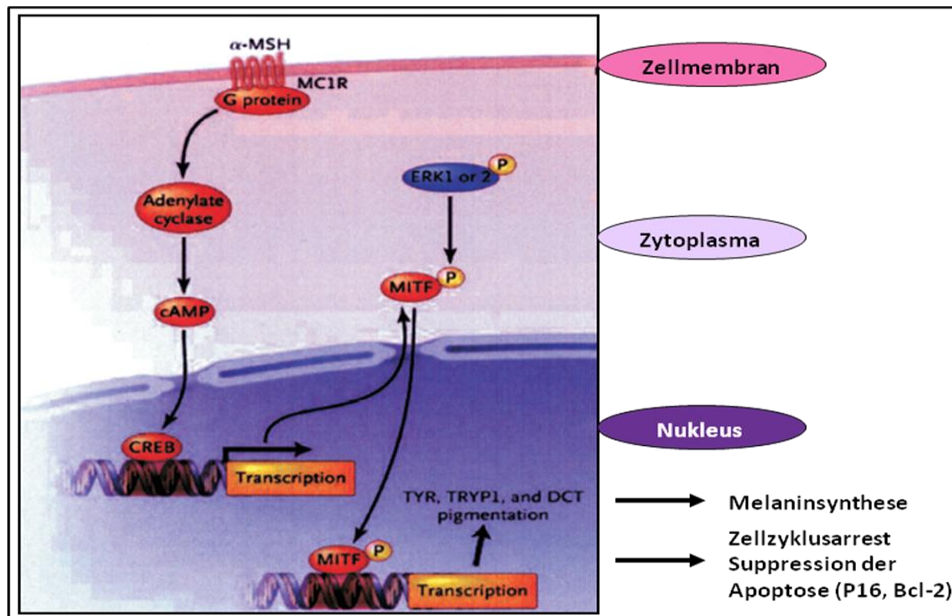 α-MSH
MC1R
G protein
Zellmembran
ERK1 or 2
P
Adenylate
cyclase
Zytoplasma
MITF
P
cAMP
Nukleus
CREB
Transcription
TYR, TRYP1, and DCT
pigmentation
MITF
P
Transcription
Melaninsynthese
Zellzyklusarrest
Suppression der
Apoptose (P16, Bcl-2)